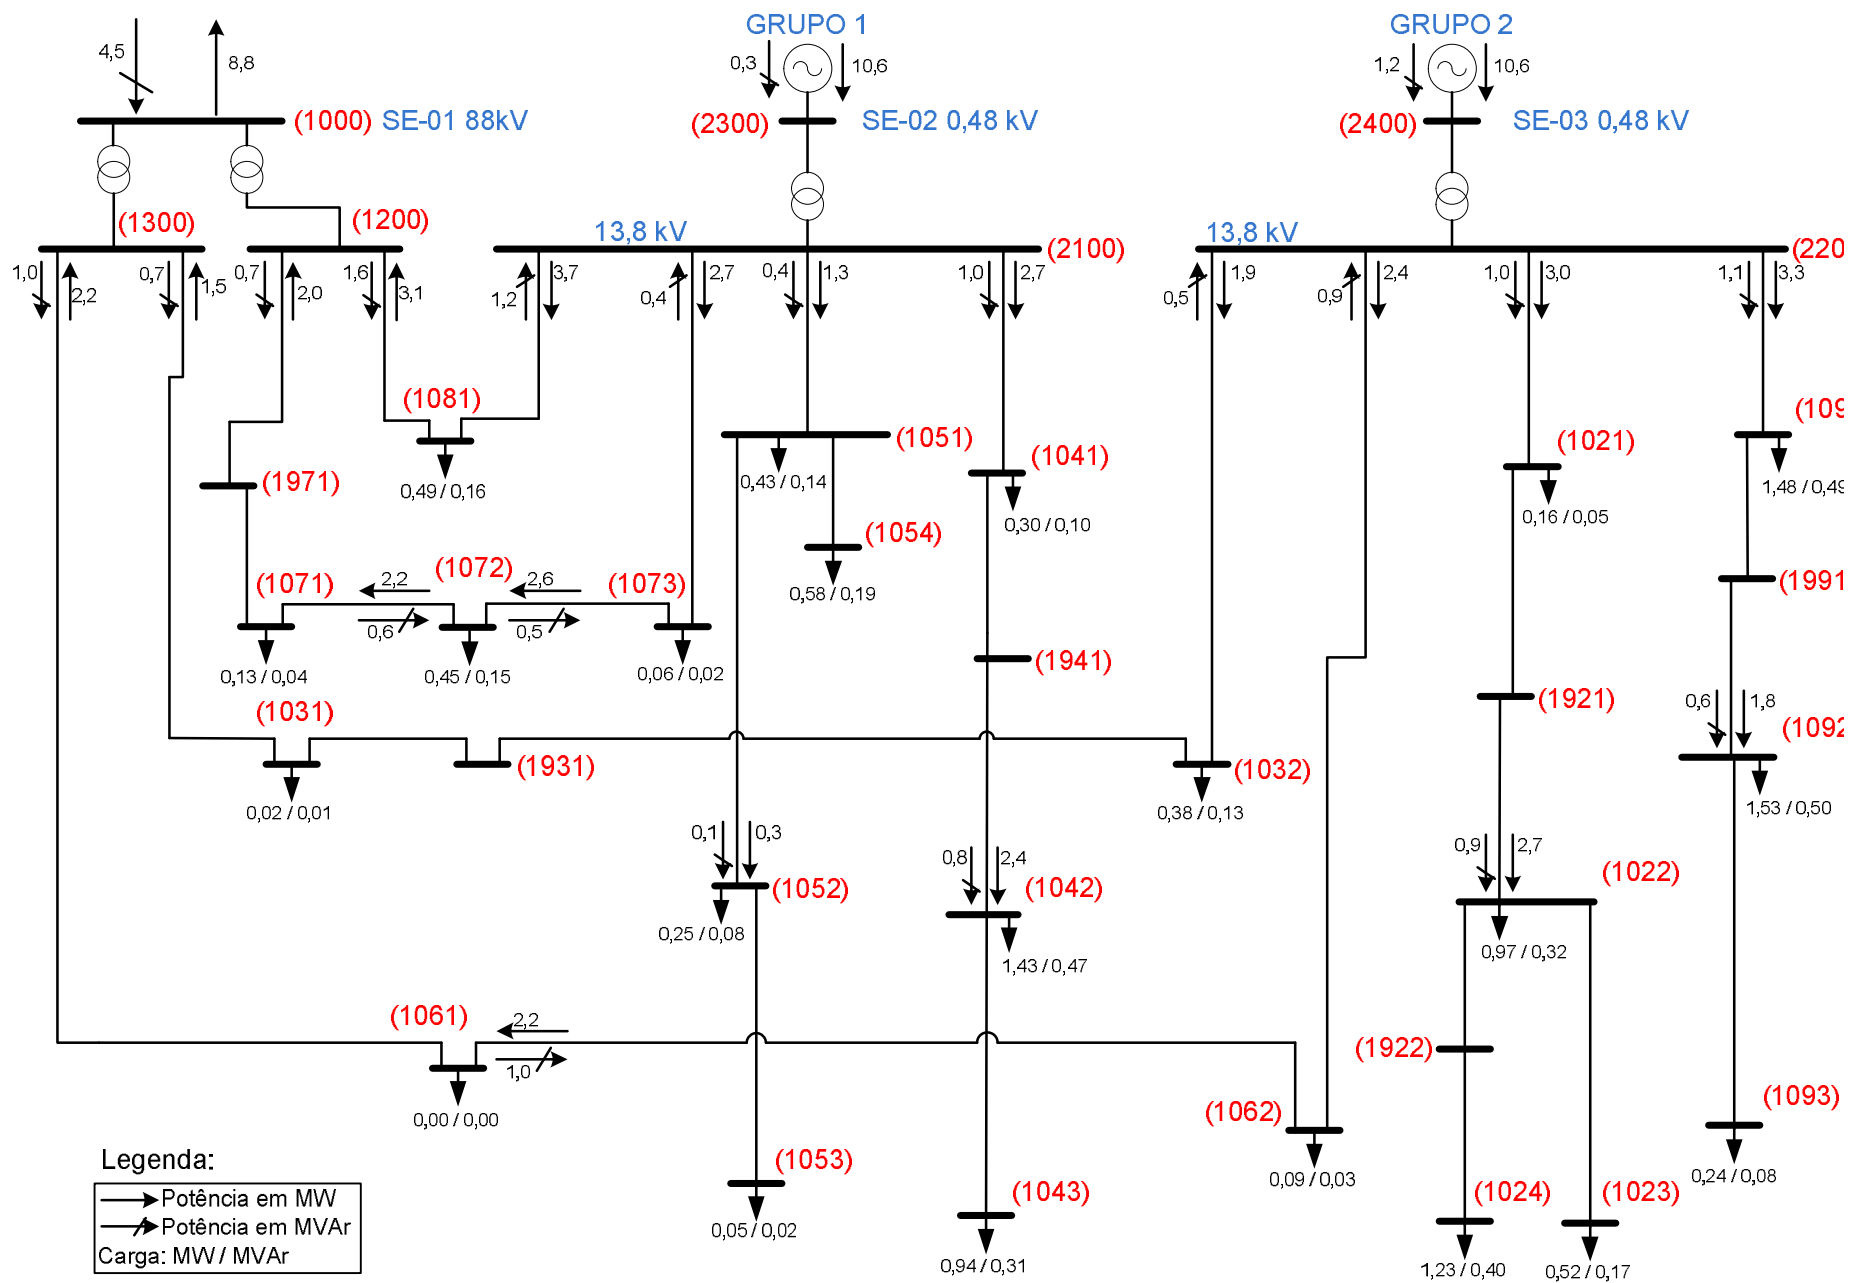 GRUPO 1
GRUPO 2
4,5
8,8
0,3
10,6
1,2
10,6
(1000)
SE-01 88kV
(2300)
SE-02 0,48 kV
(2400)
SE-03 0,48 kV
(1300)
(1200)
13,8 kV
(2100)
13,8 kV
(220
1,0
2,2
0,7
1,5
0,7
2,0
1,6
3,1
1,2
3,7
0,4
2,7
0,4
1,3
1,0
2,7
0,5
1,9
0,9
2,4
1,0
3,0
1,1
3,3
(1081)
0,49 / 0,16
(1051)
0,43 / 0,14
(1041)
0,30 / 0,10
(1021)
0,16 / 0,05
(109
1,48 / 0,49
(1971)
(1054)
0,58 / 0,19
(1071)
2,2
(1072)
2,6
(1073)
0,6
0,5
0,13 / 0,04
0,45 / 0,15
0,06 / 0,02
(1991
(1941)
(1921)
(1031)
(1931)
0,02 / 0,01
(1032)
0,38 / 0,13
0,6
1,8
(1092
1,53 / 0,50
0,1
0,3
(1052)
0,25 / 0,08
0,8
2,4
(1042)
1,43 / 0,47
0,9
2,7
(1022)
0,97 / 0,32
(1061)
2,2
1,0
0,00 / 0,00
(1922)
(1062)
0,09 / 0,03
(1093)
0,24 / 0,08
(1053)
0,05 / 0,02
(1043)
0,94 / 0,31
(1024)
1,23 / 0,40
(1023)
0,52 / 0,17
Legenda:
Potência em MW
Potência em MVAr
Carga: MW / MVAr